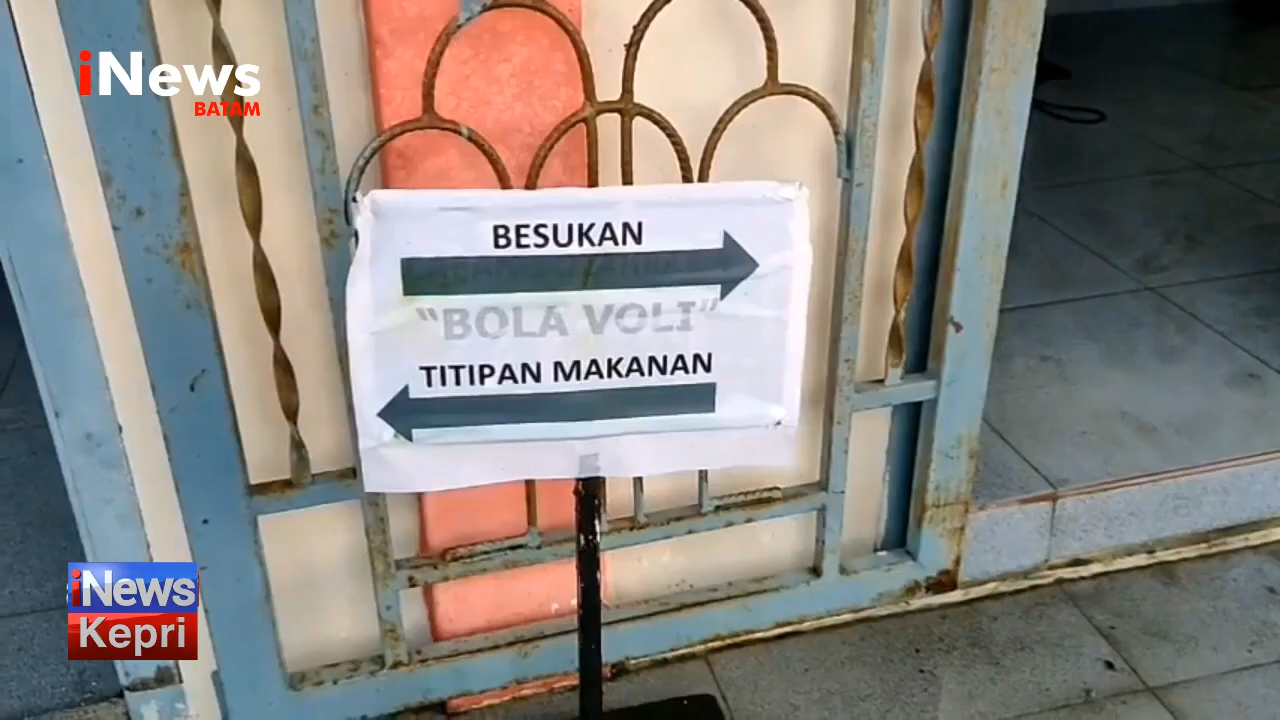 iNews
BATAM
BESUKAN
"BOLA VOLI"
TITIPAN MAKANAN
iNews
Kepri